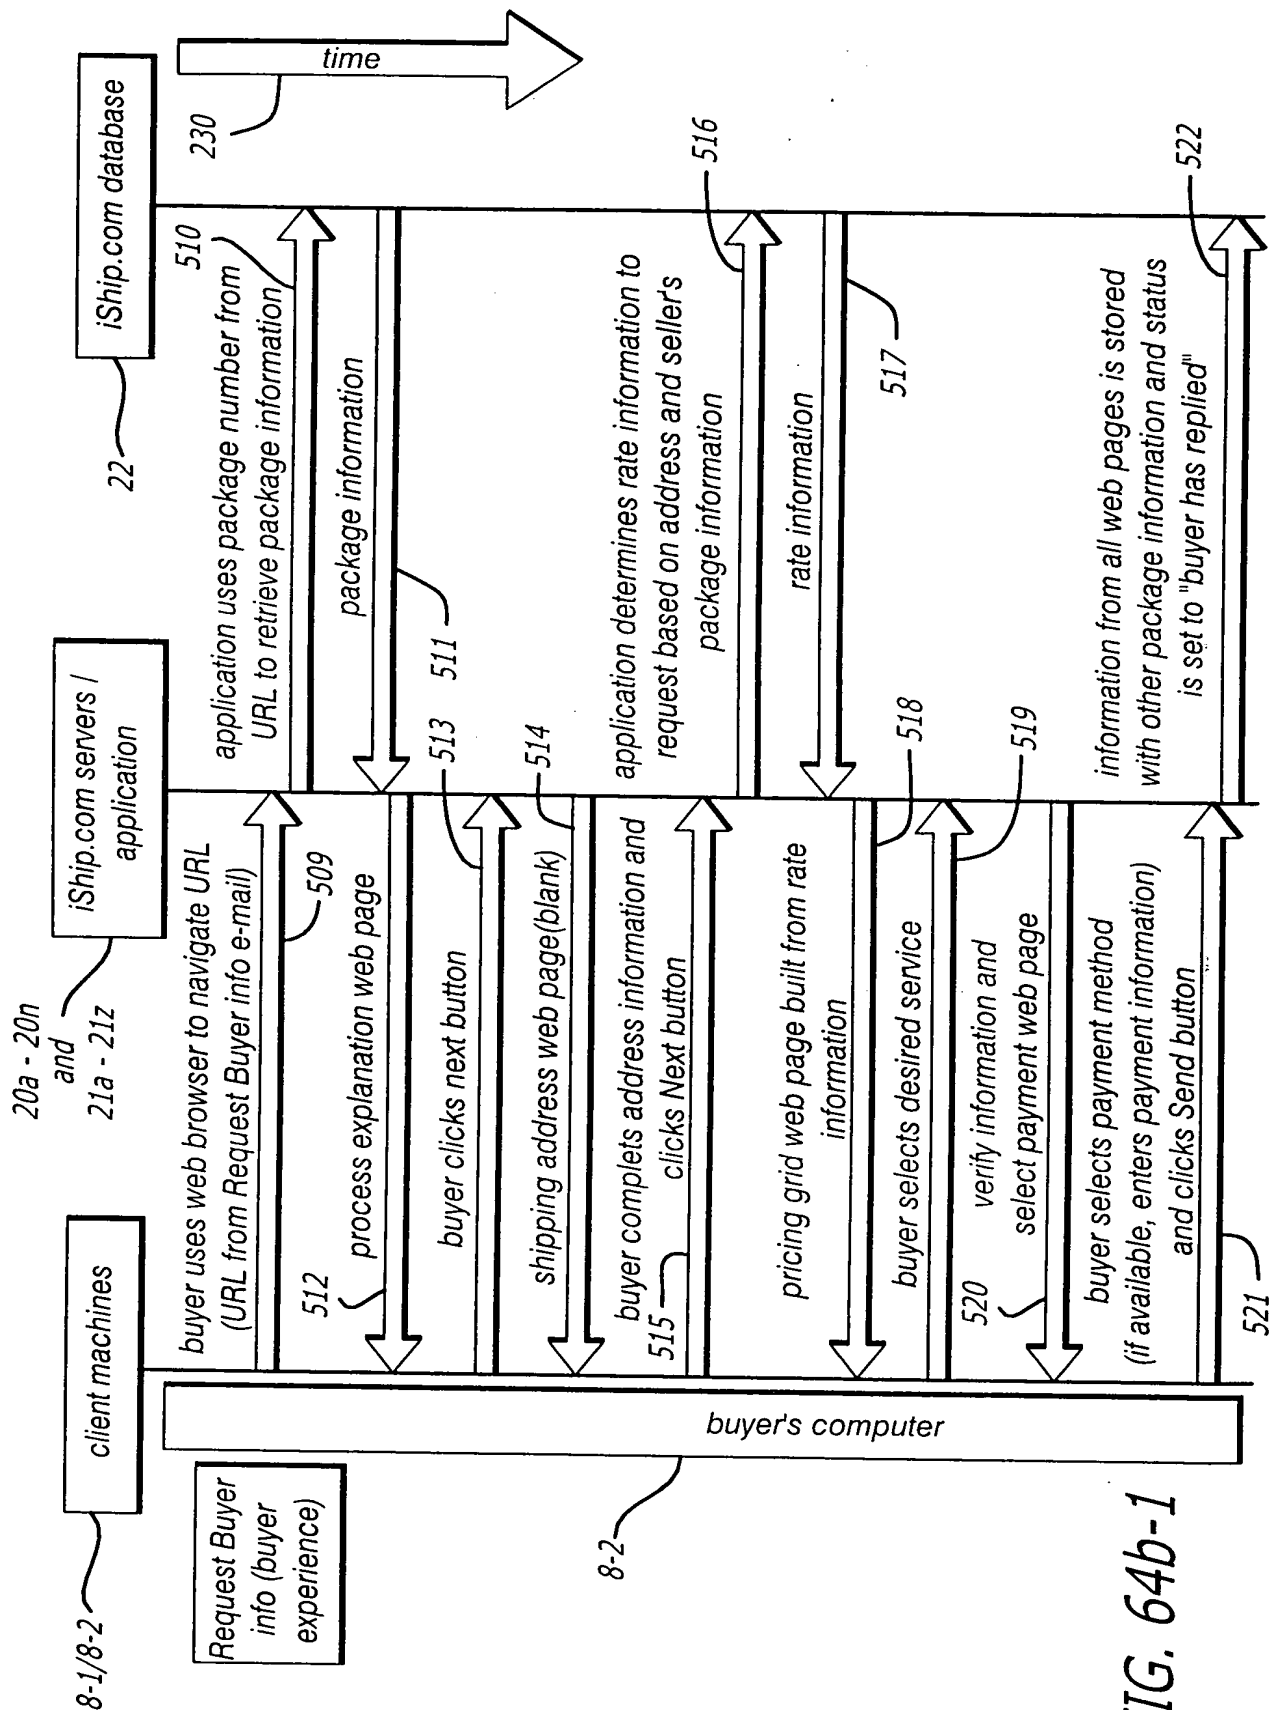 8-1/8-2
client machines
20a - 20n
and
21a - 21z
iShip.com servers /
application
22
iShip.com database
230
time
Request Buyer
info (buyer
experience)
8-2
buyer's computer
buyer uses web browser to navigate URL
(URL from Request Buyer info e-mail)
509
510
application uses package number from
URL to retrieve package information
package information
511
512
process explanation web page
513
buyer clicks next button
514
shipping address web page(blank)
buyer complets address information and
clicks Next button
515
516
application determines rate information to
request based on address and seller's
package information
rate information
517
518
pricing grid web page built from rate
information
buyer selects desired service
519
verify information and
select payment web page
520
buyer selects payment method
(if available, enters payment information)
and clicks Send button
521
information from all web pages is stored
with other package information and status
is set to "buyer has replied"
522
IG. 64b-1